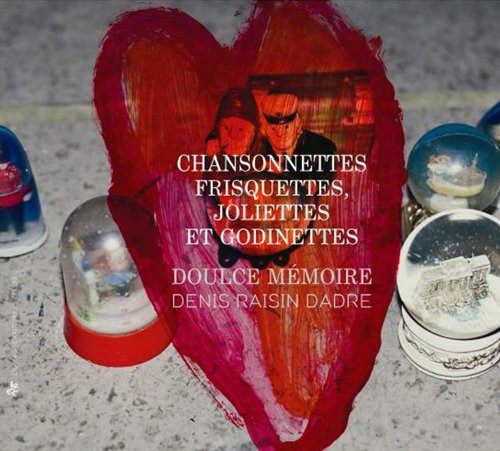 CHANSONNETTES
FRISQUETTES,
JOLIETTES
ET GODINETTES
DOULCE MÉMOIRE
DENIS RAISIN DADRE